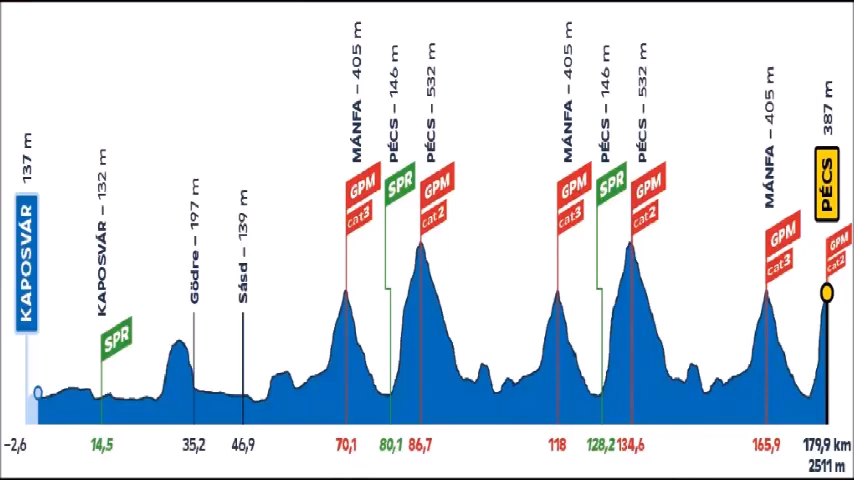 KAPOSVÁR 137 m
KAPOSVÁR – 132 m
SPR
Gödre – 197 m
Sásd – 139 m
MÁNFA – 405 m
GPM
cat3
PÉCS – 146 m
SPR
PÉCS – 532 m
GPM
cat2
MÁNFA – 405 m
GPM
cat3
PÉCS – 146 m
SPR
PÉCS – 532 m
GPM
cat2
MÁNFA – 405 m
GPM
cat3
PÉCS 387 m
GPM
cat2
–2,6 14,5 35,2 46,9 70,1 80,1 86,7 118 128,2 134,6 165,9 179,9 km
2511 m